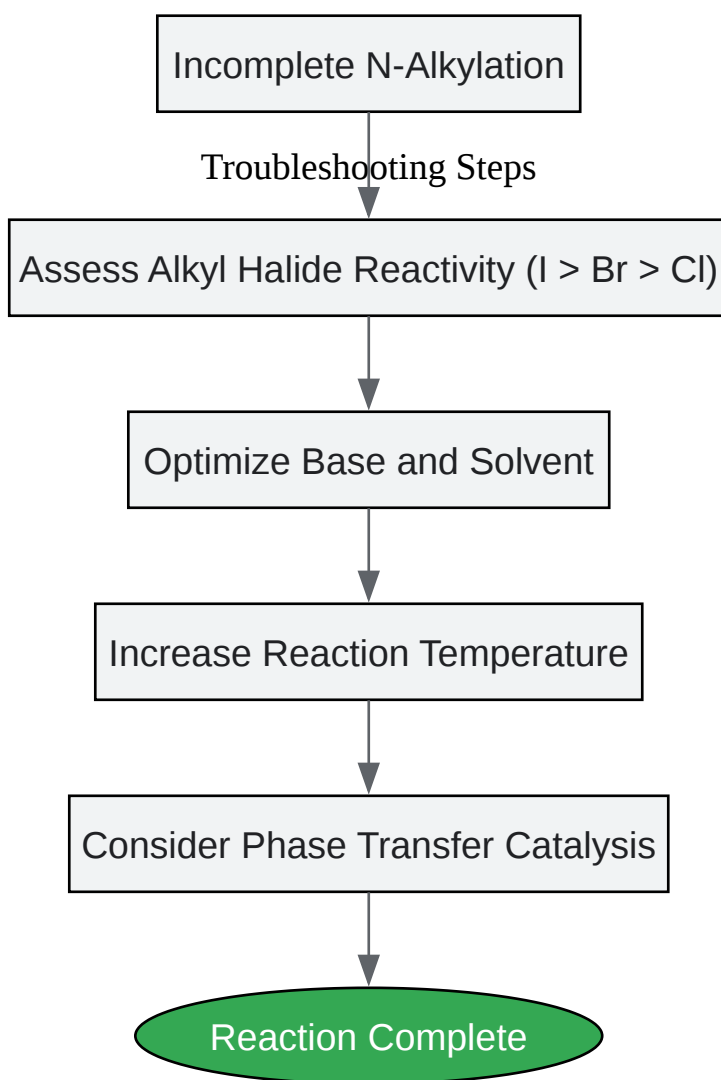 Incomplete N-Alkylation
Troubleshooting Steps
Assess Alkyl Halide Reactivity (I > Br > Cl)
Optimize Base and Solvent
Increase Reaction Temperature
Consider Phase Transfer Catalysis
Reaction Complete